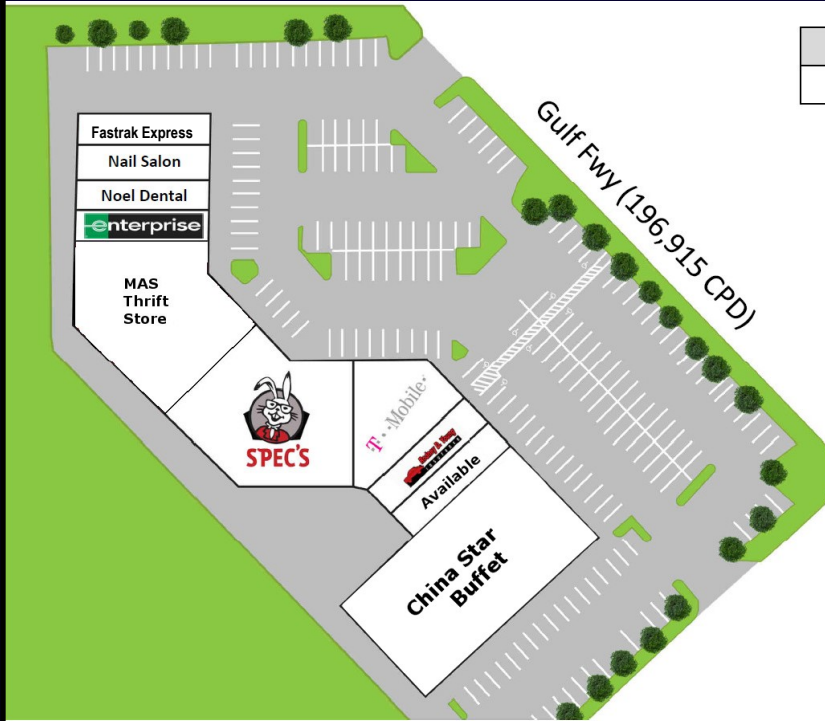 Gulf Fwy (196,915 CPD)
Fastrak Express
Nail Salon
Noel Dental
enterprise
MAS
Thrift
Store
SPEC'S
T··Mobile·
Available
China Star
Buffet